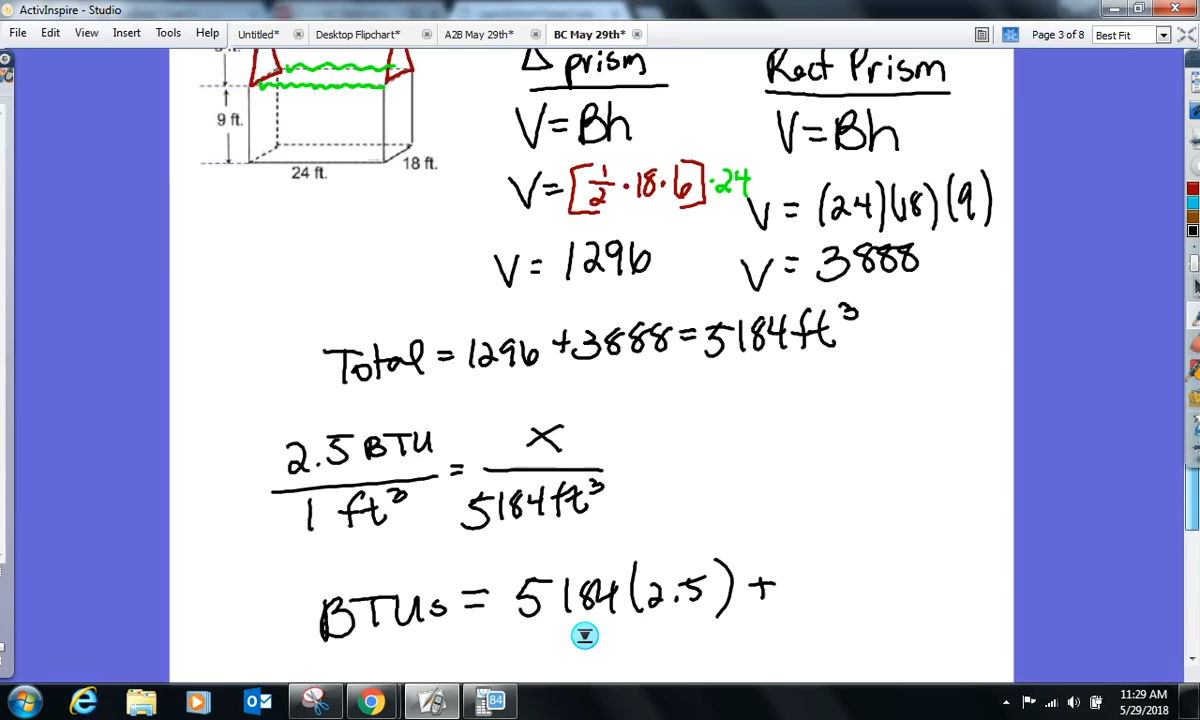 ActivInspire - Studio
File Edit View Insert Tools Help Untitled* Desktop Flipchart* A2B May 29th* BC May 29th* Page 3 of 8 Best Fit
9 ft.
24 ft.
18 ft.
Δ prism
V = Bh
V = [1/2 · 18 · 6] · 24
V = 1296
Rect Prism
V = Bh
V = (24)(18)(9)
V = 3888
Total = 1296 + 3888 = 5184 ft³
2.5 BTU / 1 ft³ = X / 5184 ft³
BTUs = 5184(2.5) +
84
11:29 AM
5/29/2018